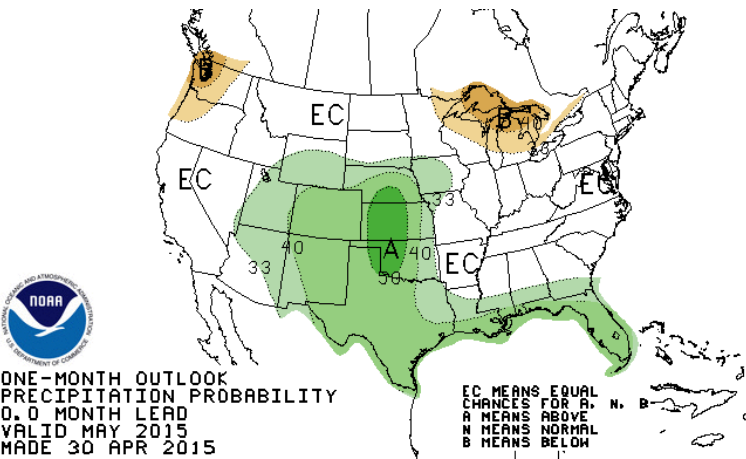 B
EC
B 40
33
EC
EC
33
A
40
40
EC
33
50
NATIONAL OCEANIC AND ATMOSPHERIC ADMINISTRATION
NOAA
U.S. DEPARTMENT OF COMMERCE
ONE-MONTH OUTLOOK
PRECIPITATION PROBABILITY
0.0 MONTH LEAD
VALID MAY 2015
MADE 30 APR 2015
EC MEANS EQUAL
CHANCES FOR A, N, B
A MEANS ABOVE
N MEANS NORMAL
B MEANS BELOW